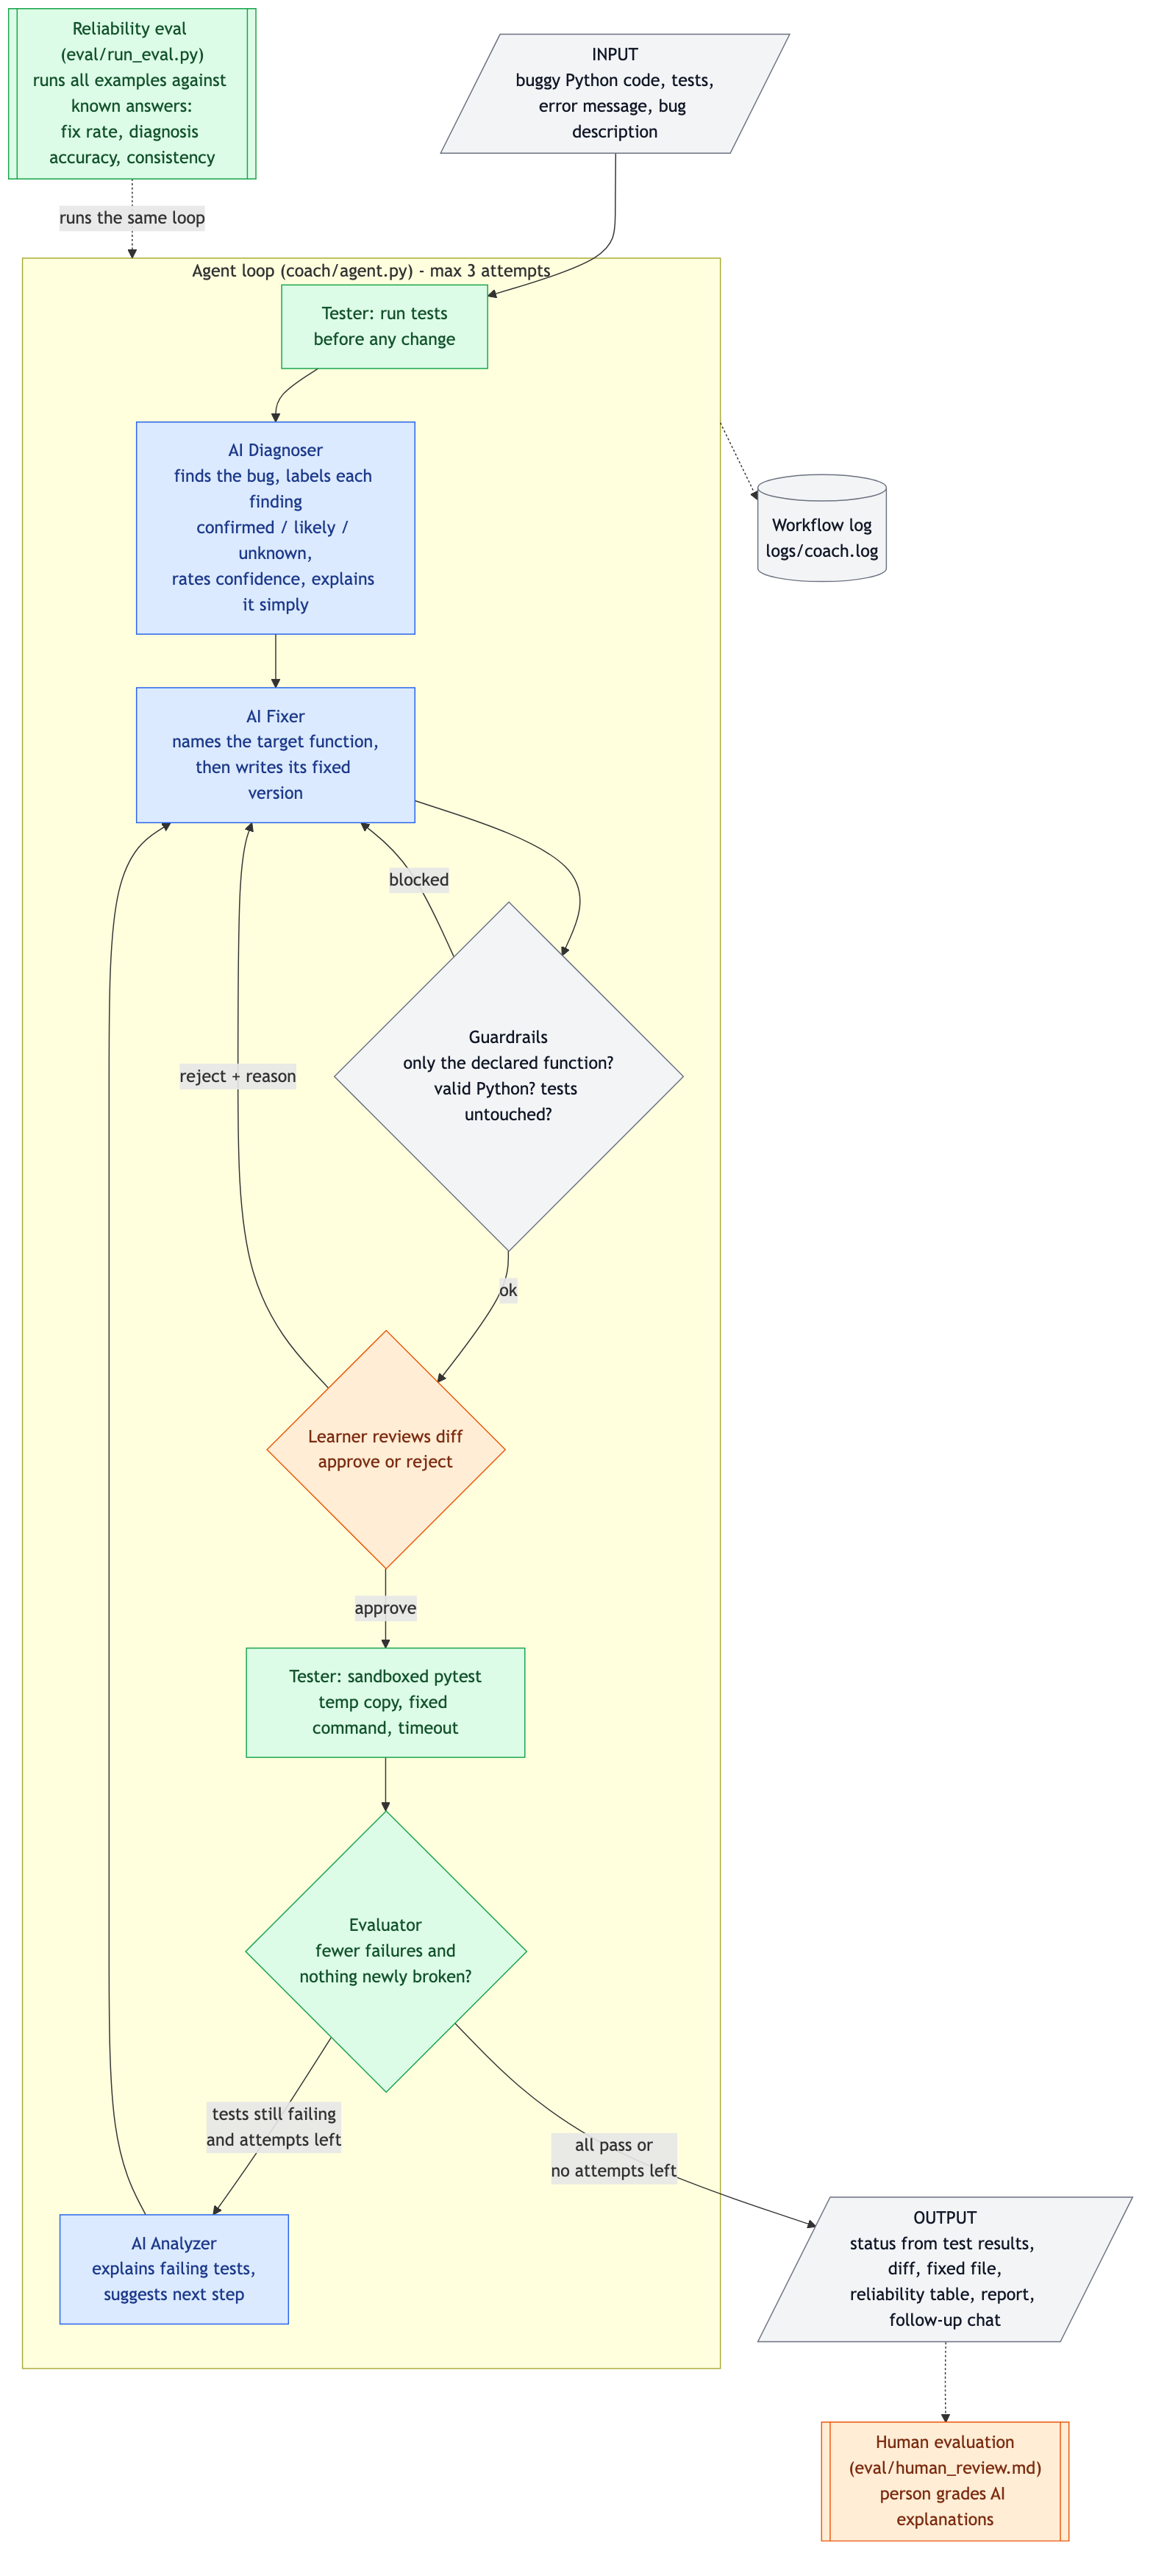 Reliability eval
(eval/run_eval.py)
runs all examples against
known answers:
fix rate, diagnosis
accuracy, consistency
INPUT
buggy Python code, tests,
error message, bug
description
runs the same loop
Agent loop (coach/agent.py) - max 3 attempts
Tester: run tests
before any change
AI Diagnoser
finds the bug, labels each
finding
confirmed / likely /
unknown,
rates confidence, explains
it simply
Workflow log
logs/coach.log
AI Fixer
names the target function,
then writes its fixed
version
blocked
Guardrails
only the declared function?
valid Python? tests
untouched?
reject + reason
ok
Learner reviews diff
approve or reject
approve
Tester: sandboxed pytest
temp copy, fixed
command, timeout
Evaluator
fewer failures and
nothing newly broken?
tests still failing
and attempts left
all pass or
no attempts left
AI Analyzer
explains failing tests,
suggests next step
OUTPUT
status from test results,
diff, fixed file,
reliability table, report,
follow-up chat
Human evaluation
(eval/human_review.md)
person grades AI
explanations